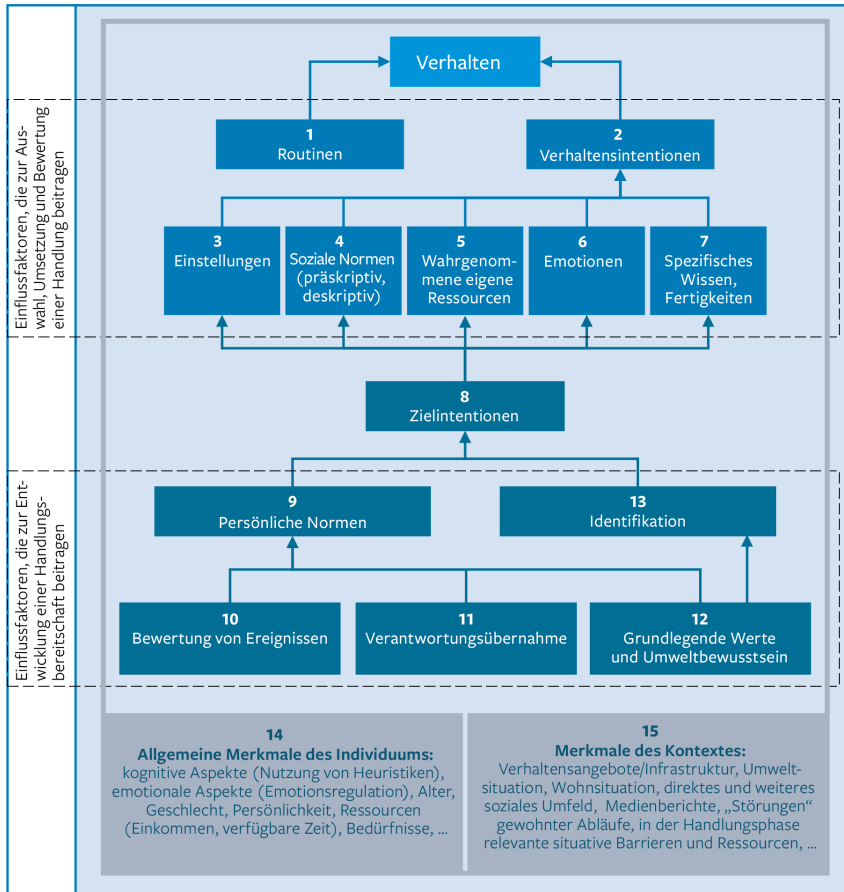 Verhalten
Einflussfaktoren, die zur Aus-
wahl, Umsetzung und Bewertung
einer Handlung beitragen
1
Routinen
2
Verhaltensintentionen
3
Einstellungen
4
Soziale Normen
(präskriptiv,
deskriptiv)
5
Wahrgenom-
mene eigene
Ressourcen
6
Emotionen
7
Spezifisches
Wissen,
Fertigkeiten
8
Zielintentionen
Einflussfaktoren, die zur Ent-
wicklung einer Handlungs-
bereitschaft beitragen
9
Persönliche Normen
13
Identifikation
10
Bewertung von Ereignissen
11
Verantwortungsübernahme
12
Grundlegende Werte
und Umweltbewusstsein
14
Allgemeine Merkmale des Individuums:
kognitive Aspekte (Nutzung von Heuristiken),
emotionale Aspekte (Emotionsregulation), Alter,
Geschlecht, Persönlichkeit, Ressourcen
(Einkommen, verfügbare Zeit), Bedürfnisse, ...
15
Merkmale des Kontextes:
Verhaltensangebote/Infrastruktur, Umwelt-
situation, Wohnsituation, direktes und weiteres
soziales Umfeld, Medienberichte, „Störungen“
gewohnter Abläufe, in der Handlungsphase
relevante situative Barrieren und Ressourcen, ...